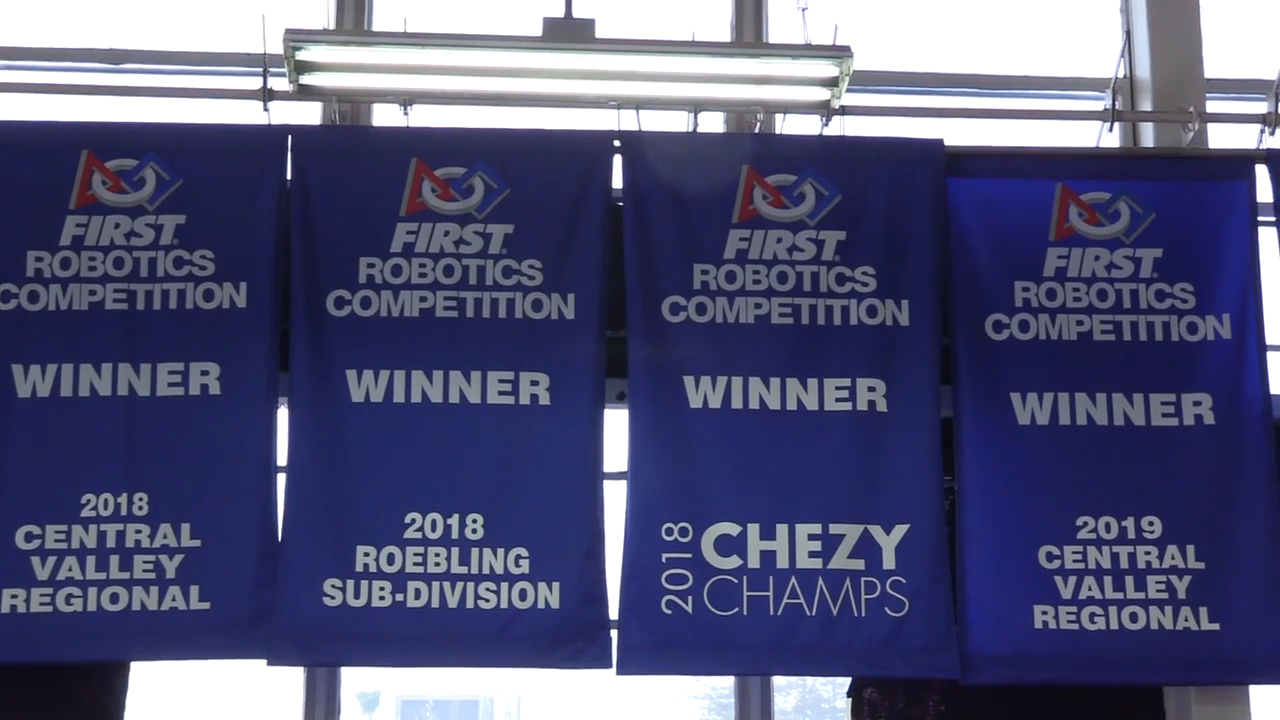 FIRST
ROBOTICS
COMPETITION
WINNER
2018
CENTRAL
VALLEY
REGIONAL
FIRST
ROBOTICS
COMPETITION
WINNER
2018
ROEBLING
SUB-DIVISION
FIRST
ROBOTICS
COMPETITION
WINNER
2018
CHEZY
CHAMPS
FIRST
ROBOTICS
COMPETITION
WINNER
2019
CENTRAL
VALLEY
REGIONAL